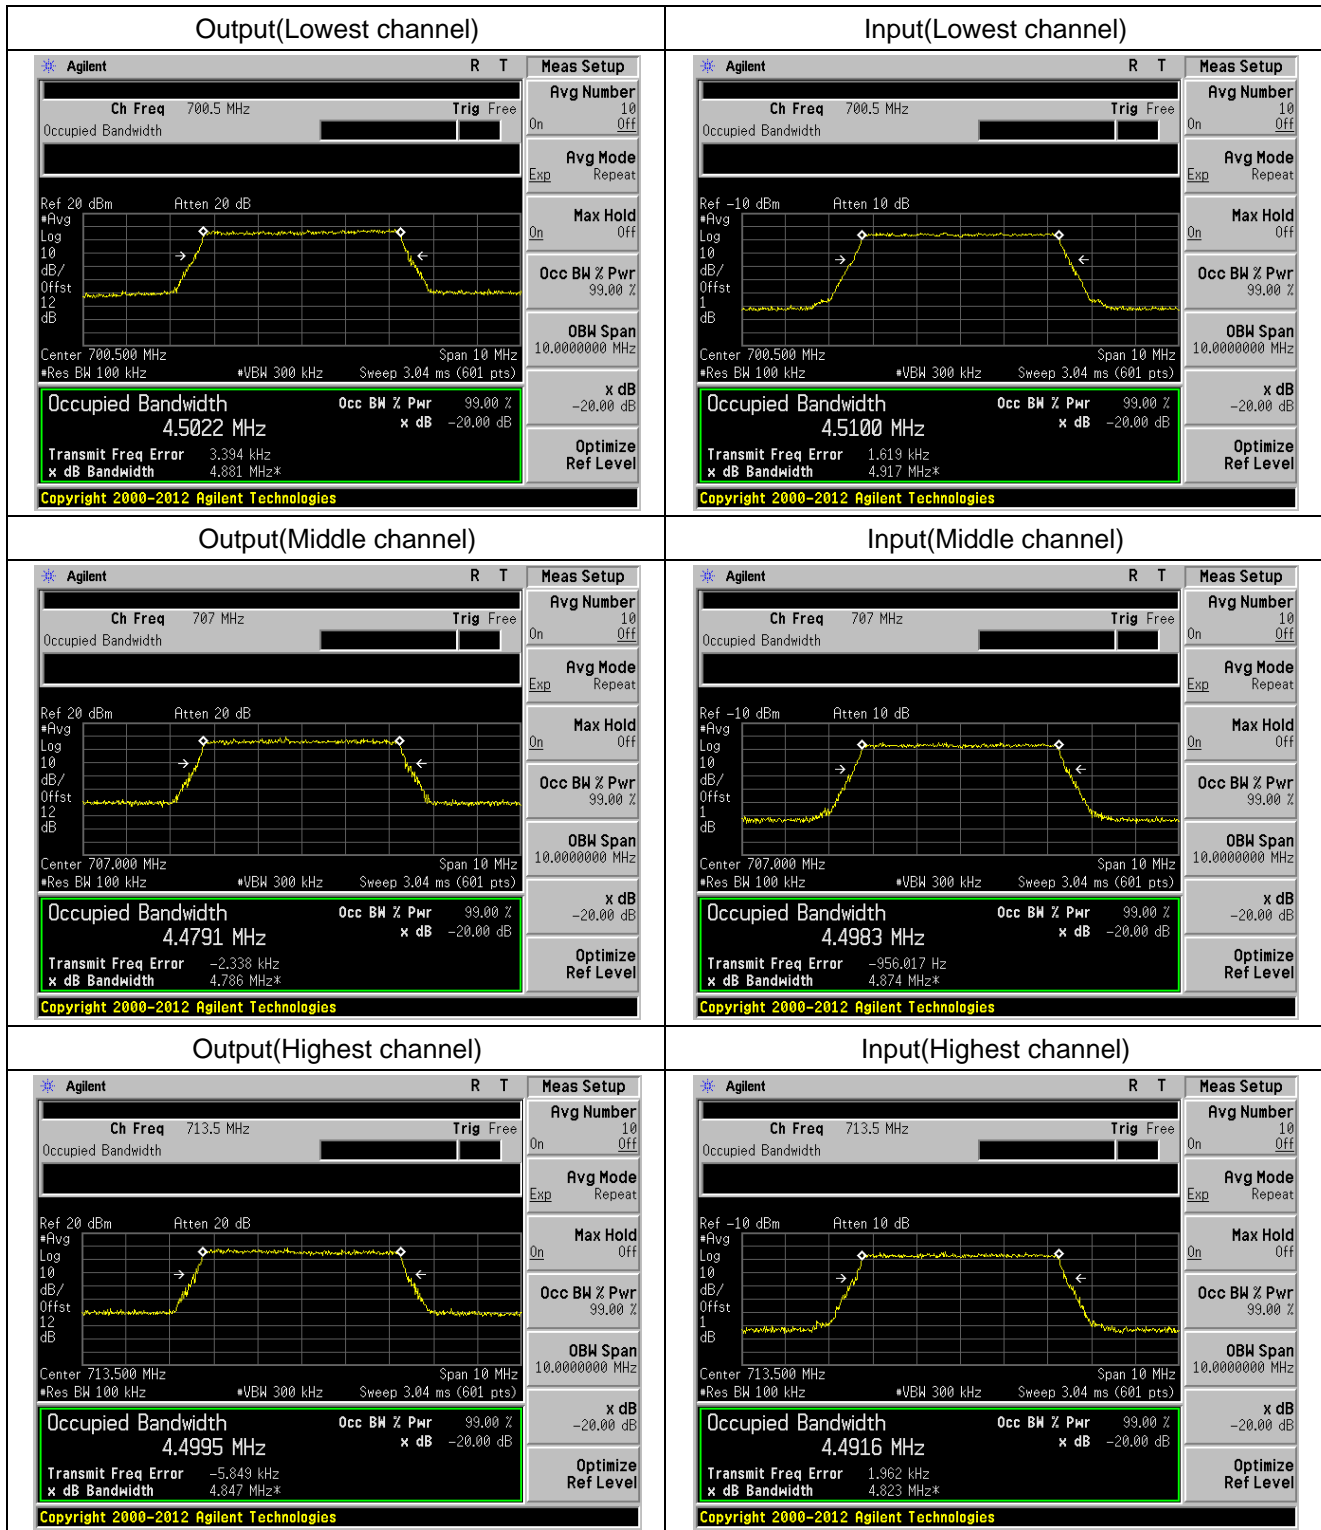 Output(Lowest channel)
Agilent R T
Ch Freq 700.5 MHz Trig Free
Occupied Bandwidth
Ref 20 dBm Atten 20 dB
#Avg
Log
10
dB/
Offst
12
dB
Center 700.500 MHz Span 10 MHz
#Res BW 100 kHz #VBW 300 kHz Sweep 3.04 ms (601 pts)
Occupied Bandwidth Occ BW % Pwr 99.00 %
4.5022 MHz x dB -20.00 dB
Transmit Freq Error 3.394 kHz
x dB Bandwidth 4.881 MHz*
Copyright 2000-2012 Agilent Technologies
Meas Setup
Avg Number
10
On Off
Avg Mode
Exp Repeat
Max Hold
On Off
Occ BW % Pwr
99.00 %
OBW Span
10.0000000 MHz
x dB
-20.00 dB
Optimize
Ref Level
Input(Lowest channel)
Agilent R T
Ch Freq 700.5 MHz Trig Free
Occupied Bandwidth
Ref -10 dBm Atten 10 dB
#Avg
Log
10
dB/
Offst
1
dB
Center 700.500 MHz Span 10 MHz
#Res BW 100 kHz #VBW 300 kHz Sweep 3.04 ms (601 pts)
Occupied Bandwidth Occ BW % Pwr 99.00 %
4.5100 MHz x dB -20.00 dB
Transmit Freq Error 1.619 kHz
x dB Bandwidth 4.917 MHz*
Copyright 2000-2012 Agilent Technologies
Meas Setup
Avg Number
10
On Off
Avg Mode
Exp Repeat
Max Hold
On Off
Occ BW % Pwr
99.00 %
OBW Span
10.0000000 MHz
x dB
-20.00 dB
Optimize
Ref Level
Output(Middle channel)
Agilent R T
Ch Freq 707 MHz Trig Free
Occupied Bandwidth
Ref 20 dBm Atten 20 dB
#Avg
Log
10
dB/
Offst
12
dB
Center 707.000 MHz Span 10 MHz
#Res BW 100 kHz #VBW 300 kHz Sweep 3.04 ms (601 pts)
Occupied Bandwidth Occ BW % Pwr 99.00 %
4.4791 MHz x dB -20.00 dB
Transmit Freq Error -2.338 kHz
x dB Bandwidth 4.786 MHz*
Copyright 2000-2012 Agilent Technologies
Meas Setup
Avg Number
10
On Off
Avg Mode
Exp Repeat
Max Hold
On Off
Occ BW % Pwr
99.00 %
OBW Span
10.0000000 MHz
x dB
-20.00 dB
Optimize
Ref Level
Input(Middle channel)
Agilent R T
Ch Freq 707 MHz Trig Free
Occupied Bandwidth
Ref -10 dBm Atten 10 dB
#Avg
Log
10
dB/
Offst
1
dB
Center 707.000 MHz Span 10 MHz
#Res BW 100 kHz #VBW 300 kHz Sweep 3.04 ms (601 pts)
Occupied Bandwidth Occ BW % Pwr 99.00 %
4.4983 MHz x dB -20.00 dB
Transmit Freq Error -956.017 Hz
x dB Bandwidth 4.874 MHz*
Copyright 2000-2012 Agilent Technologies
Meas Setup
Avg Number
10
On Off
Avg Mode
Exp Repeat
Max Hold
On Off
Occ BW % Pwr
99.00 %
OBW Span
10.0000000 MHz
x dB
-20.00 dB
Optimize
Ref Level
Output(Highest channel)
Agilent R T
Ch Freq 713.5 MHz Trig Free
Occupied Bandwidth
Ref 20 dBm Atten 20 dB
#Avg
Log
10
dB/
Offst
12
dB
Center 713.500 MHz Span 10 MHz
#Res BW 100 kHz #VBW 300 kHz Sweep 3.04 ms (601 pts)
Occupied Bandwidth Occ BW % Pwr 99.00 %
4.4995 MHz x dB -20.00 dB
Transmit Freq Error -5.849 kHz
x dB Bandwidth 4.847 MHz*
Copyright 2000-2012 Agilent Technologies
Meas Setup
Avg Number
10
On Off
Avg Mode
Exp Repeat
Max Hold
On Off
Occ BW % Pwr
99.00 %
OBW Span
10.0000000 MHz
x dB
-20.00 dB
Optimize
Ref Level
Input(Highest channel)
Agilent R T
Ch Freq 713.5 MHz Trig Free
Occupied Bandwidth
Ref -10 dBm Atten 10 dB
#Avg
Log
10
dB/
Offst
1
dB
Center 713.500 MHz Span 10 MHz
#Res BW 100 kHz #VBW 300 kHz Sweep 3.04 ms (601 pts)
Occupied Bandwidth Occ BW % Pwr 99.00 %
4.4916 MHz x dB -20.00 dB
Transmit Freq Error 1.962 kHz
x dB Bandwidth 4.823 MHz*
Copyright 2000-2012 Agilent Technologies
Meas Setup
Avg Number
10
On Off
Avg Mode
Exp Repeat
Max Hold
On Off
Occ BW % Pwr
99.00 %
OBW Span
10.0000000 MHz
x dB
-20.00 dB
Optimize
Ref Level